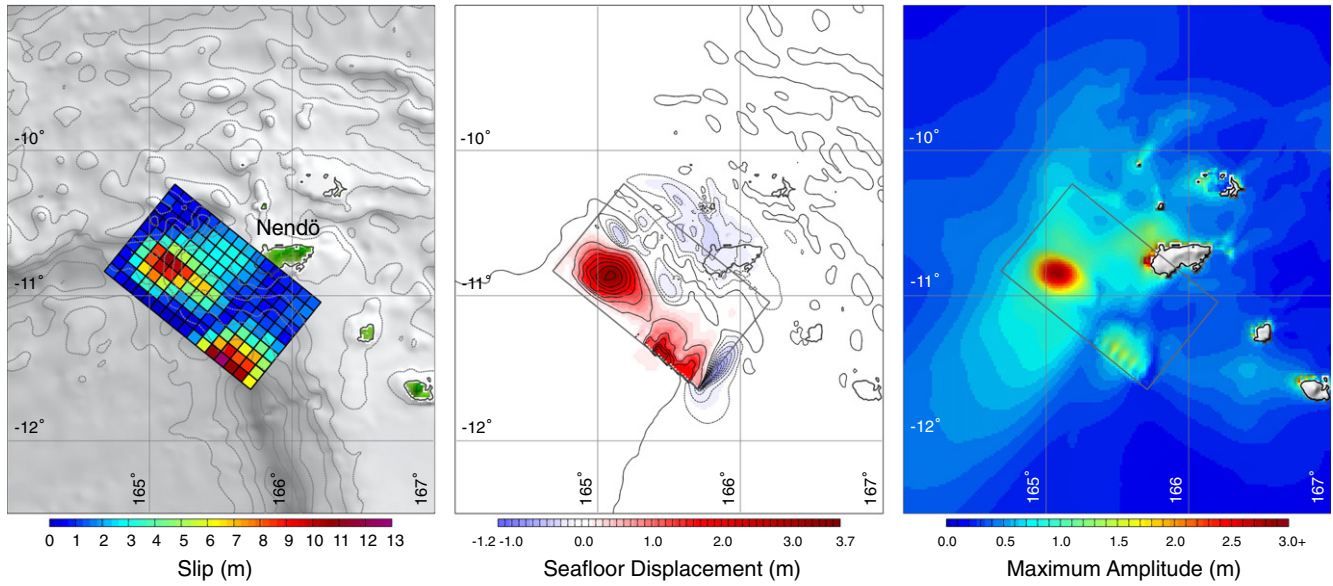 -10°
-11°
-12°
165°
166°
167°
Nendö
0 1 2 3 4 5 6 7 8 9 10 11 12 13
Slip (m)
-10°
-11°
-12°
165°
166°
167°
-1.2 -1.0 0.0 1.0 2.0 3.0 3.7
Seafloor Displacement (m)
-10°
-11°
-12°
165°
166°
167°
0.0 0.5 1.0 1.5 2.0 2.5 3.0+
Maximum Amplitude (m)